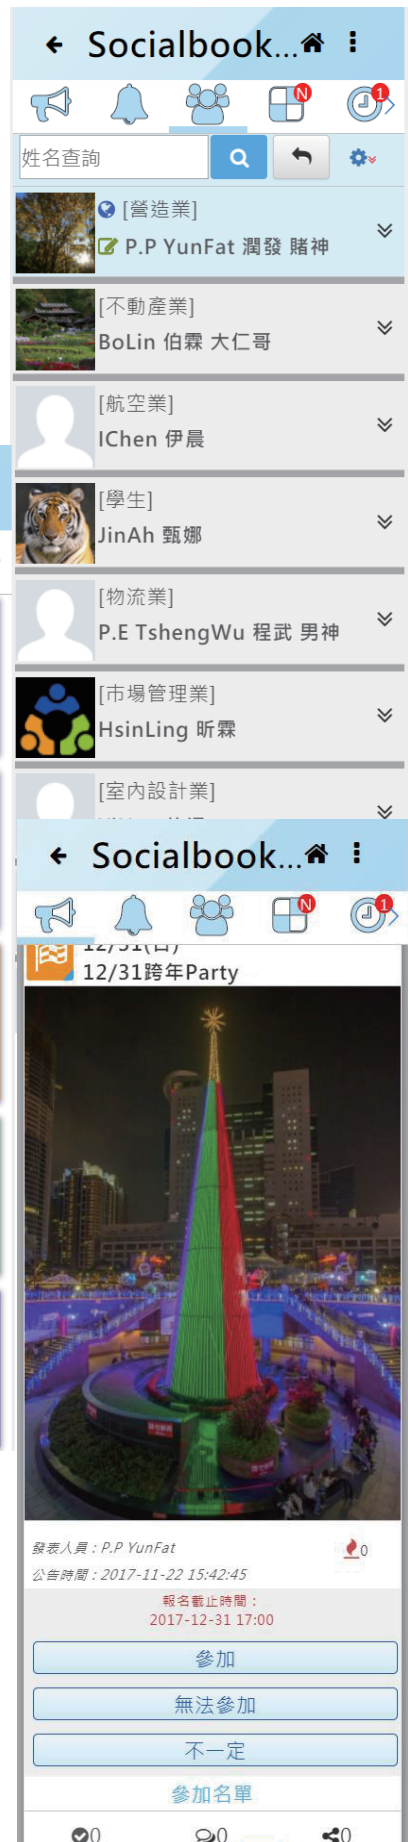 Socialbook...
N
1
姓名查詢
[營造業]
P.P YunFat 潤發 賭神
[不動產業]
BoLin 伯霖 大仁哥
[航空業]
IChen 伊晨
[學生]
JinAh 甄娜
[物流業]
P.E TshengWu 程武 男神
[市場管理業]
HsinLing 昕霖
[室內設計業]
Socialbook...
N
1
12/31(日)
12/31跨年Party
發表人員：P.P YunFat
0
公告時間：2017-11-22 15:42:45
報名截止時間：
2017-12-31 17:00
參加
無法參加
不一定
參加名單
0 0 0